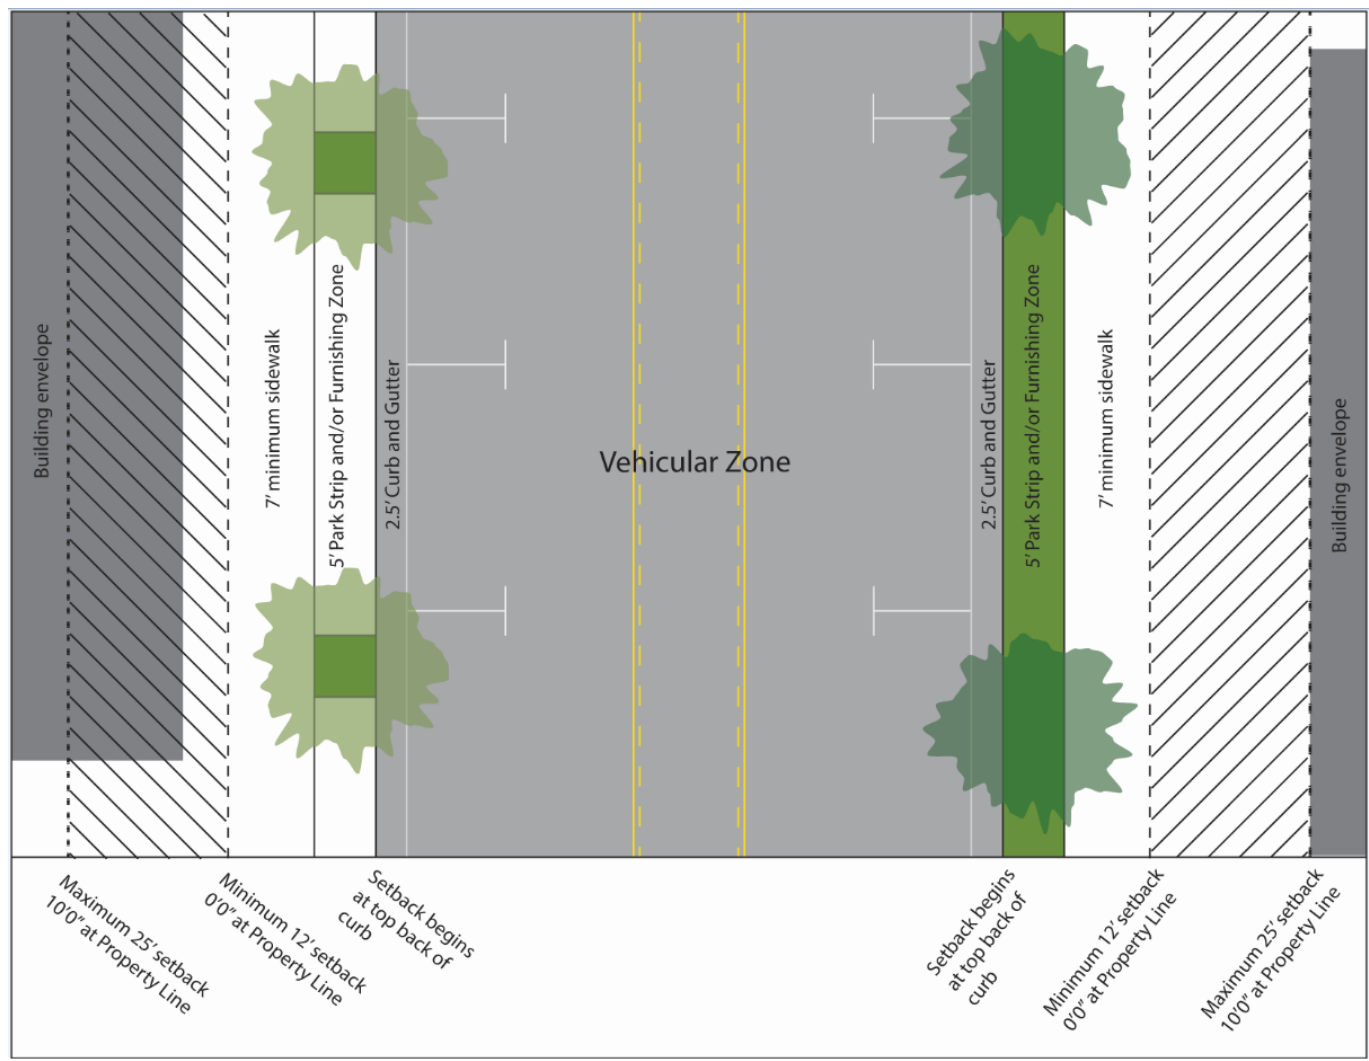 Building envelope
7' minimum sidewalk
5' Park Strip and/or Furnishing Zone
2.5' Curb and Gutter
Vehicular Zone
2.5' Curb and Gutter
5' Park Strip and/or Furnishing Zone
7' minimum sidewalk
Building envelope
Maximum 25' setback
10'0" at Property Line
Minimum 12' setback
0'0" at Property Line
Setback begins
at top back of
curb
Setback begins
at top back of
curb
Minimum 12' setback
0'0" at Property Line
Maximum 25' setback
10'0" at Property Line